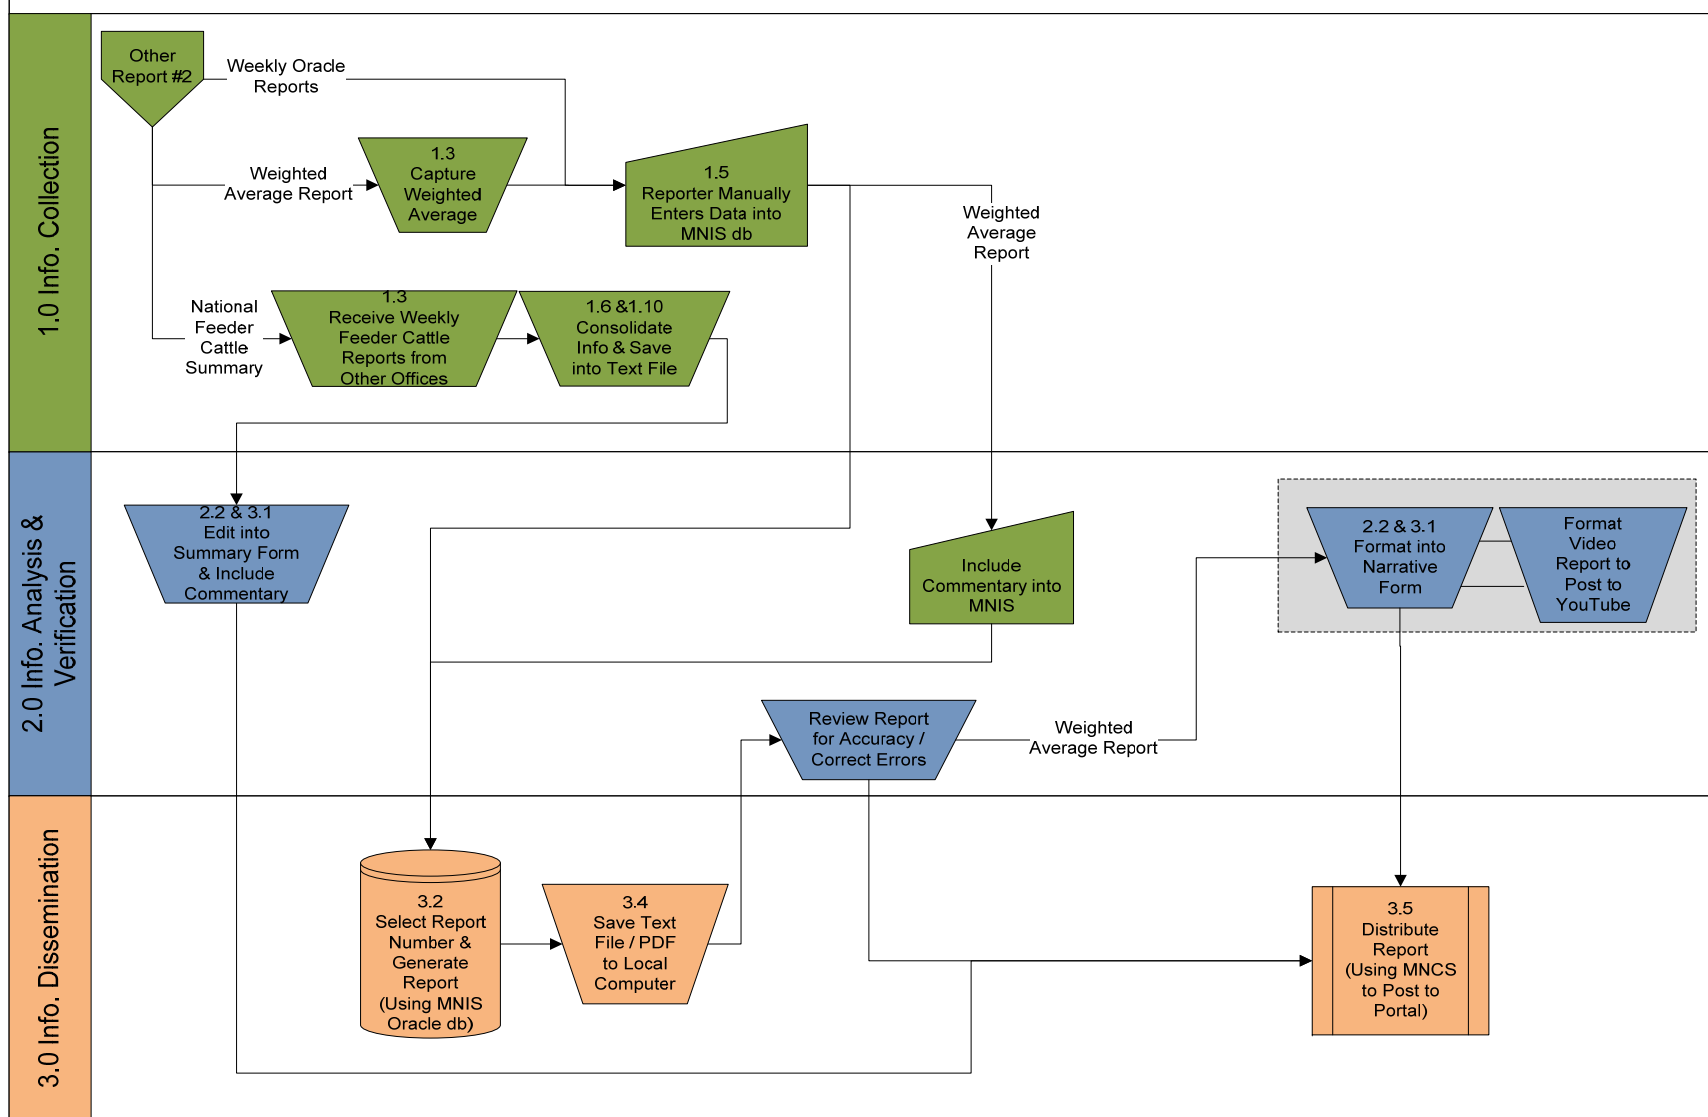 1.0 Info. Collection
Other
Report #2
Weekly Oracle
Reports
Weighted
Average Report
1.3
Capture
Weighted
Average
1.5
Reporter Manually
Enters Data into
MNIS db
Weighted
Average
Report
National
Feeder
Cattle
Summary
1.3
Receive Weekly
Feeder Cattle
Reports from
Other Offices
1.6 &1.10
Consolidate
Info & Save
into Text File
2.0 Info. Analysis &
Verification
2.2 & 3.1
Edit into
Summary Form
& Include
Commentary
Include
Commentary into
MNIS
2.2 & 3.1
Format into
Narrative
Form
Format
Video
Report to
Post to
YouTube
Review Report
for Accuracy /
Correct Errors
Weighted
Average Report
3.0 Info. Dissemination
3.2
Select Report
Number &
Generate
Report
(Using MNIS
Oracle db)
3.4
Save Text
File / PDF
to Local
Computer
3.5
Distribute
Report
(Using MNCS
to Post to
Portal)